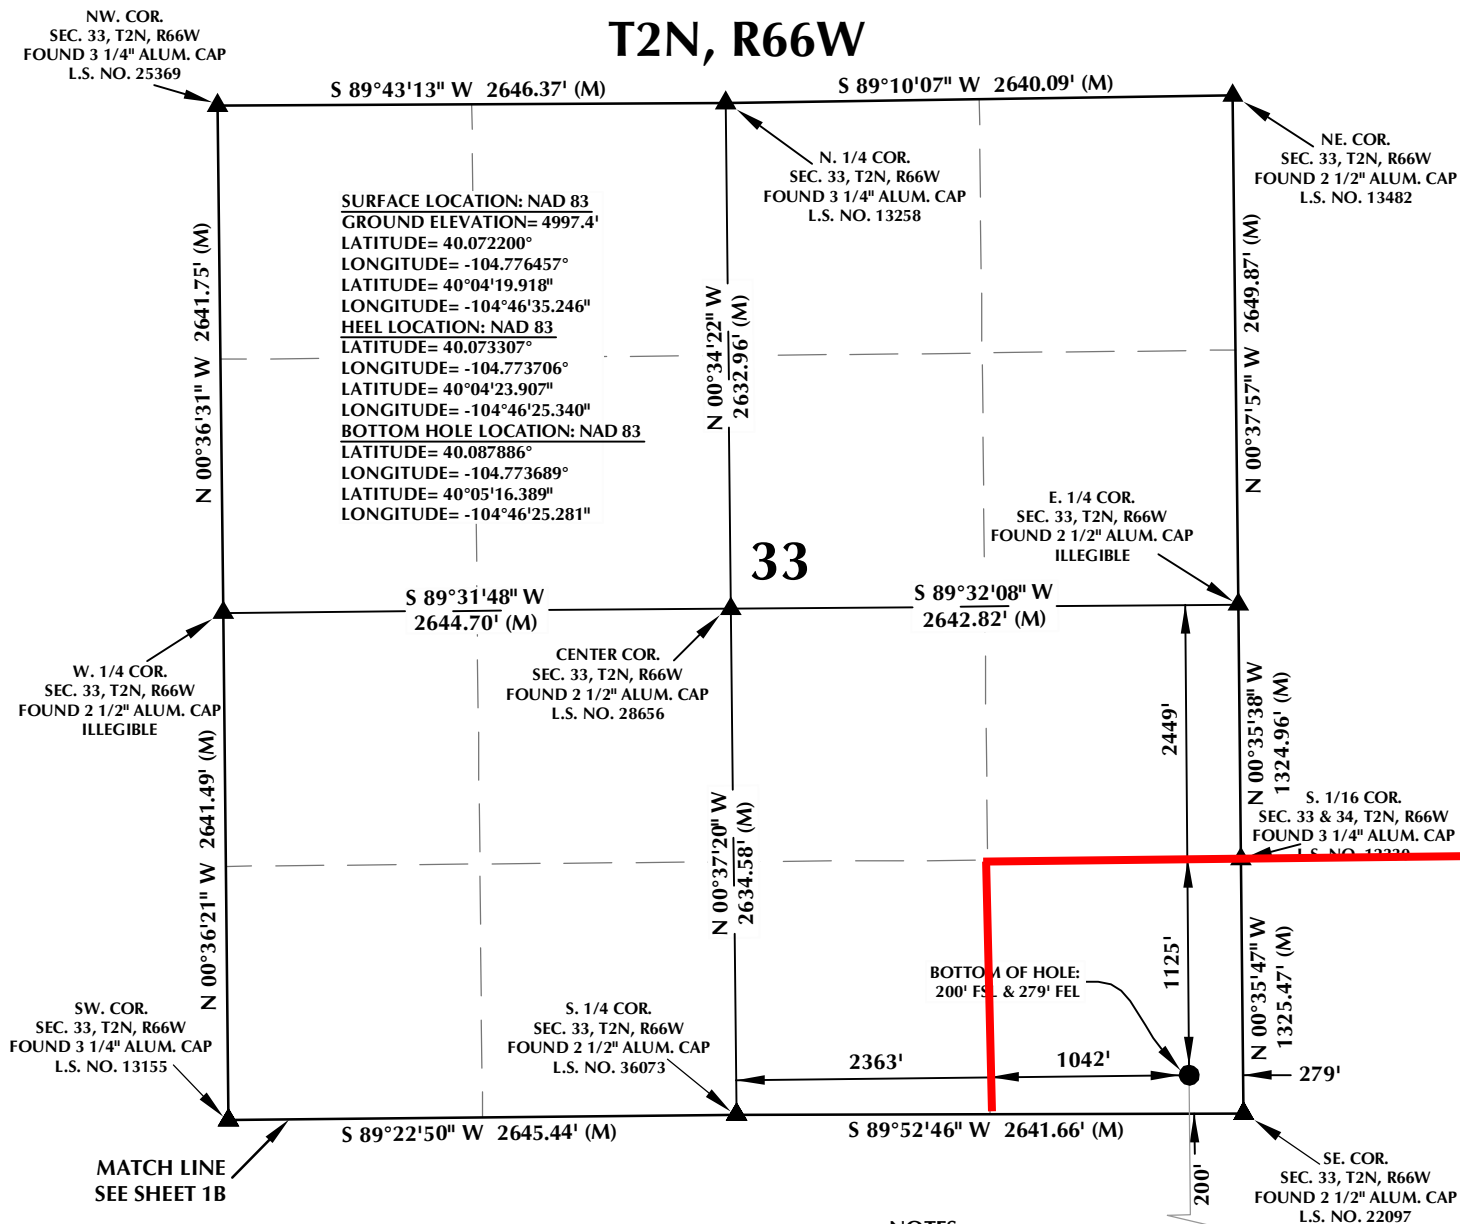 T2N, R66W
NW. COR.
SEC. 33, T2N, R66W
FOUND 3 1/4" ALUM. CAP
L.S. NO. 25369
S 89°43'13" W 2646.37' (M)
S 89°10'07" W 2640.09' (M)
N. 1/4 COR.
SEC. 33, T2N, R66W
FOUND 3 1/4" ALUM. CAP
L.S. NO. 13258
NE. COR.
SEC. 33, T2N, R66W
FOUND 2 1/2" ALUM. CAP
L.S. NO. 13482
SURFACE LOCATION: NAD 83
GROUND ELEVATION= 4997.4'
LATITUDE= 40.072200°
LONGITUDE= -104.776457°
LATITUDE= 40°04'19.918"
LONGITUDE= -104°46'35.246"
HEEL LOCATION: NAD 83
LATITUDE= 40.073307°
LONGITUDE= -104.773706°
LATITUDE= 40°04'23.907"
LONGITUDE= -104°46'25.340"
BOTTOM HOLE LOCATION: NAD 83
LATITUDE= 40.087886°
LONGITUDE= -104.773689°
LATITUDE= 40°05'16.389"
LONGITUDE= -104°46'25.281"
N 00°36'31" W 2641.75' (M)
N 00°34'22" W
2632.96' (M)
N 00°37'57" W 2649.87' (M)
E. 1/4 COR.
SEC. 33, T2N, R66W
FOUND 2 1/2" ALUM. CAP
ILLEGIBLE
33
S 89°31'48" W
2644.70' (M)
S 89°32'08" W
2642.82' (M)
W. 1/4 COR.
SEC. 33, T2N, R66W
FOUND 2 1/2" ALUM. CAP
ILLEGIBLE
CENTER COR.
SEC. 33, T2N, R66W
FOUND 2 1/2" ALUM. CAP
L.S. NO. 28656
2449'
N 00°35'38" W
1324.96' (M)
S. 1/16 COR.
SEC. 33 & 34, T2N, R66W
FOUND 3 1/4" ALUM. CAP
L.S. NO.
N 00°36'21" W 2641.49' (M)
N 00°37'20" W
2634.58' (M)
1125'
N 00°35'47" W
1325.47' (M)
BOTTOM OF HOLE:
200' FSL & 279' FEL
SW. COR.
SEC. 33, T2N, R66W
FOUND 3 1/4" ALUM. CAP
L.S. NO. 13155
S. 1/4 COR.
SEC. 33, T2N, R66W
FOUND 2 1/2" ALUM. CAP
L.S. NO. 36073
2363'
1042'
279'
S 89°22'50" W 2645.44' (M)
S 89°52'46" W 2641.66' (M)
MATCH LINE
SEE SHEET 1B
200'
SE. COR.
SEC. 33, T2N, R66W
FOUND 2 1/2" ALUM. CAP
L.S. NO. 22097
NOTES